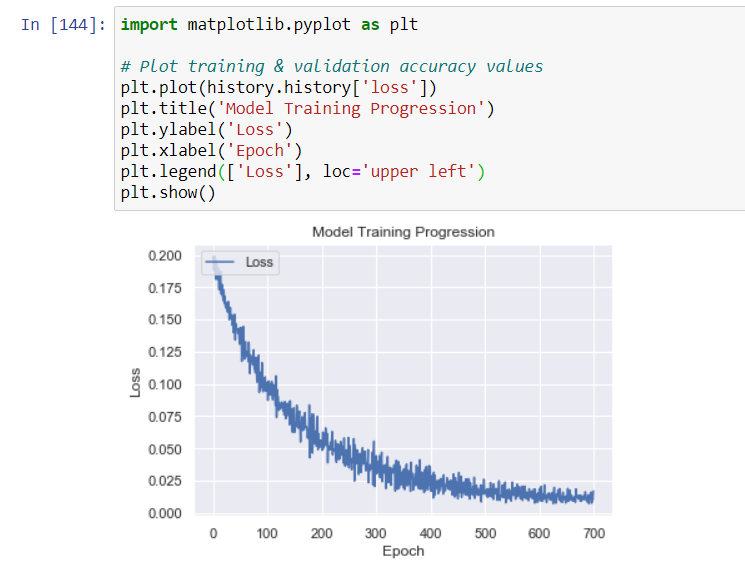 In [144]: import matplotlib.pyplot as plt
# Plot training & validation accuracy values
plt.plot(history.history['loss'])
plt.title('Model Training Progression')
plt.ylabel('Loss')
plt.xlabel('Epoch')
plt.legend(['Loss'], loc='upper left')
plt.show()
Model Training Progression
Loss
0.200
0.175
0.150
0.125
0.100
0.075
0.050
0.025
0.000
Loss
0 100 200 300 400 500 600 700
Epoch